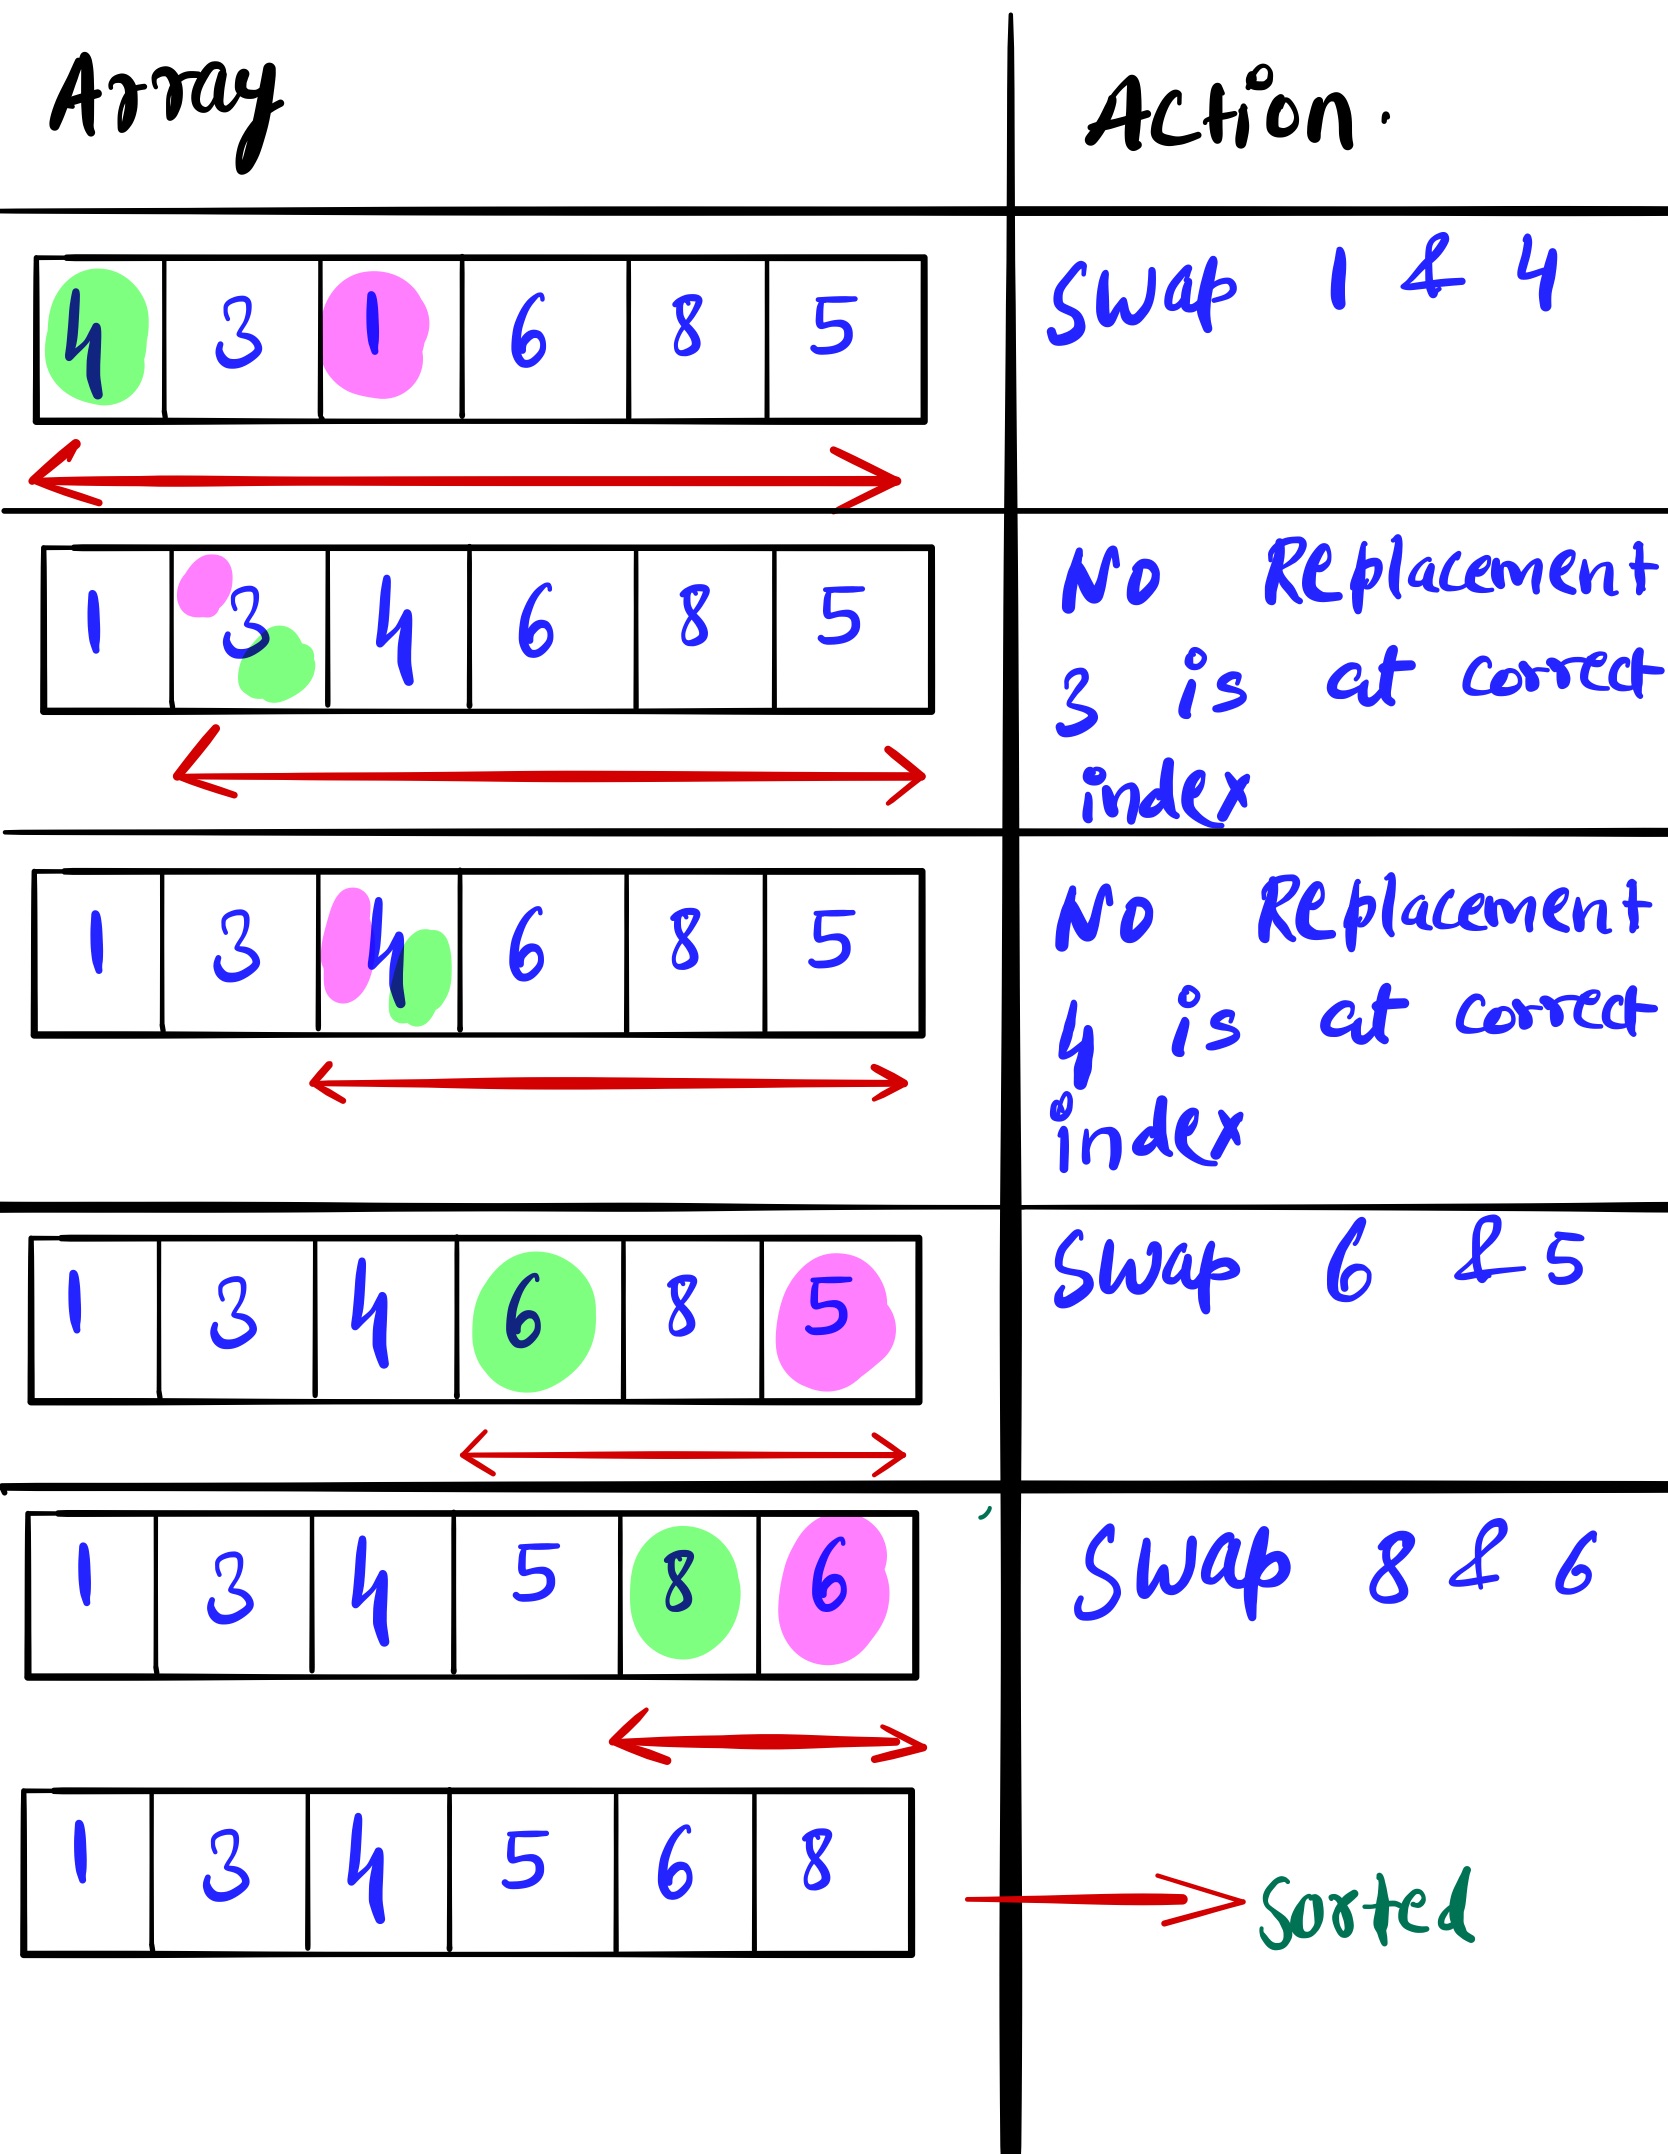 Array
Action.
4 3 1 6 8 5
Swap 1 & 4
1 3 4 6 8 5
No Replacement
3 is at correct
index
1 3 4 6 8 5
No Replacement
4 is at correct
index
1 3 4 6 8 5
Swap 6 & 5
1 3 4 5 8 6
Swap 8 & 6
1 3 4 5 6 8
Sorted